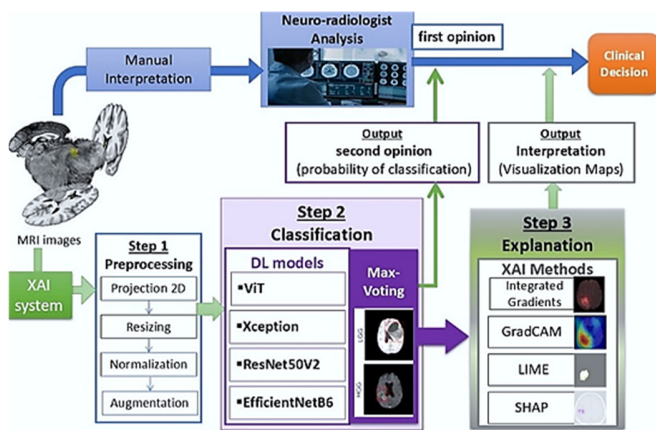 Neuro-radiologist
Analysis
first opinion
Manual
Interpretation
Clinical
Decision
Output
second opinion
(probability of classification)
Output
Interpretation
(Visualization Maps)
MRI images
XAI
system
Step 1
Preprocessing
Projection 2D
Resizing
Normalization
Augmentation
Step 2
Classification
DL models
▪ViT
▪Xception
▪ResNet50V2
▪EfficientNetB6
Max-
Voting
LGG
HGG
Step 3
Explanation
XAI Methods
Integrated
Gradients
GradCAM
LIME
SHAP